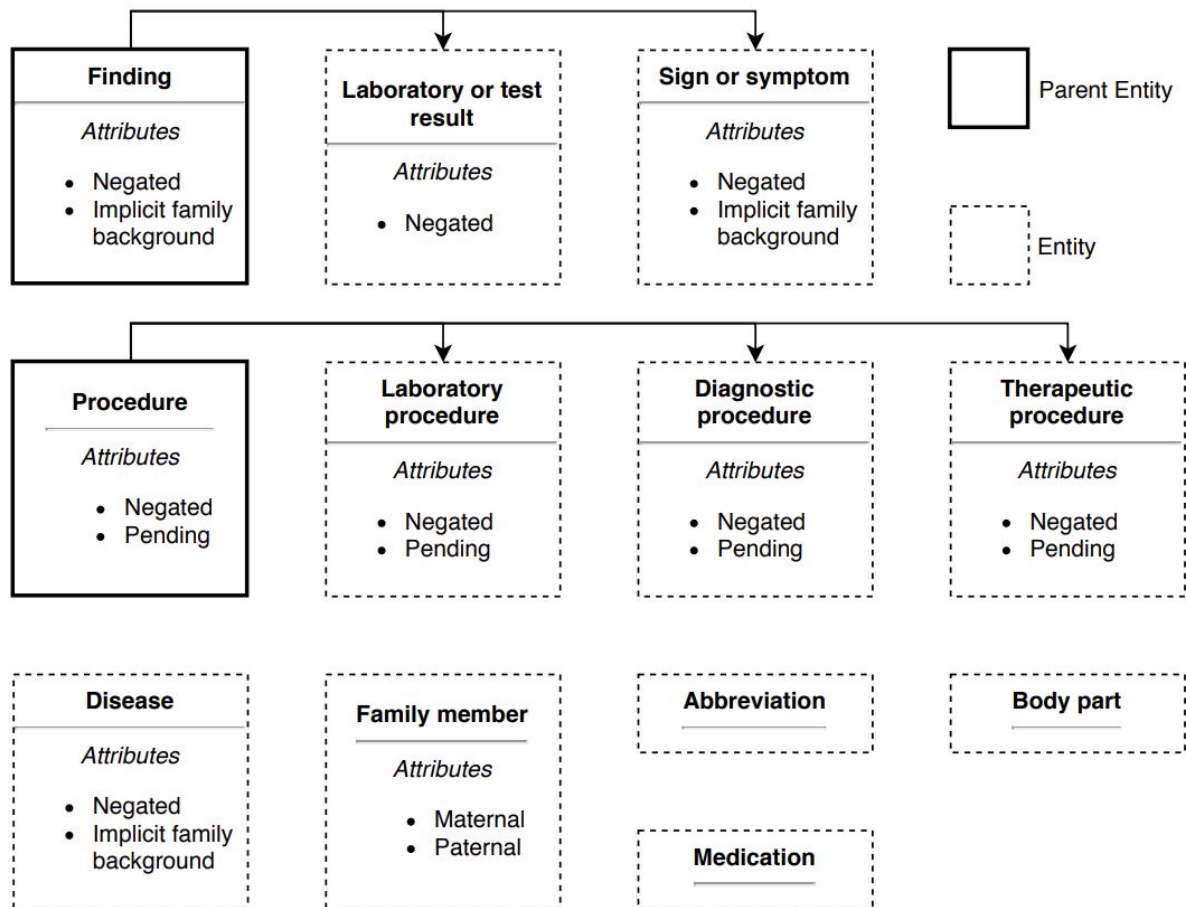 Finding
Attributes
• Negated
• Implicit family
background
Laboratory or test
result
Attributes
• Negated
Sign or symptom
Attributes
• Negated
• Implicit family
background
Parent Entity
Entity
Procedure
Attributes
• Negated
• Pending
Laboratory
procedure
Attributes
• Negated
• Pending
Diagnostic
procedure
Attributes
• Negated
• Pending
Therapeutic
procedure
Attributes
• Negated
• Pending
Disease
Attributes
• Negated
• Implicit family
background
Family member
Attributes
• Maternal
• Paternal
Abbreviation
Medication
Body part